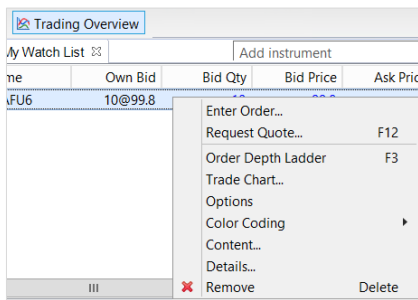 Trading Overview
My Watch List
Add instrument
me Own Bid Bid Qty Bid Price Ask Pric
AFU6 10@99.8 10
Enter Order...
Request Quote... F12
Order Depth Ladder F3
Trade Chart...
Options
Color Coding
Content...
Details...
Remove Delete